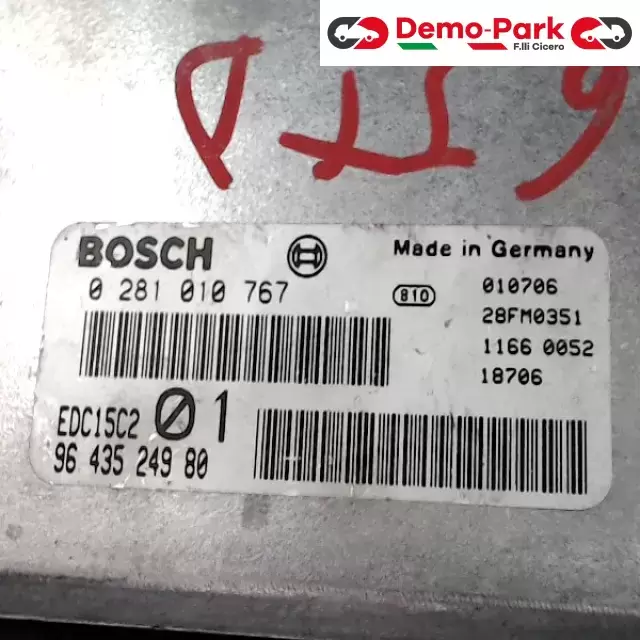 Demo-Park
F.lli Cicero
BOSCH
Made in Germany
0 281 010 767
810
010706
28FM0351
1166 0052
18706
EDC15C2 01
96 435 249 80